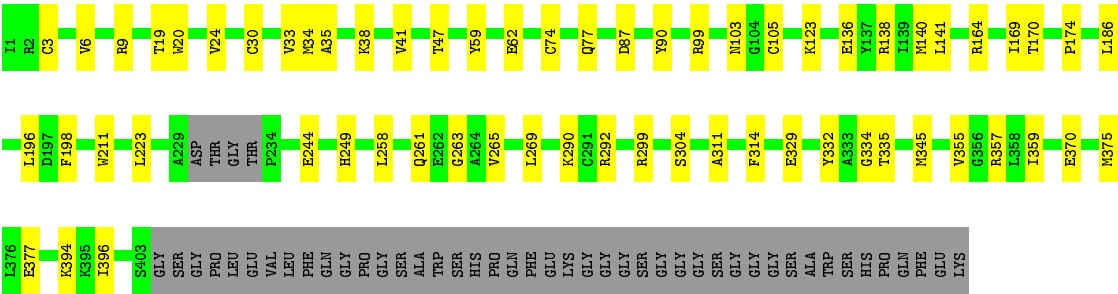 I1 R2 C3 V6 R9 T19 W20 V24 C30 V33 M34 A35 K38 V41 T47 Y59 E62 C74 Q77 D87 Y90 R99 N103 G104 C105 K123 E136 Y137 R138 I139 M140 L141 R164 I169 T170 P174 L186
L196 D197 F198 W211 L223 A229 ASP THR GLY THR P234 E244 H249 L258 Q261 E262 G263 A264 V265 L269 K290 C291 R292 R299 S304 A311 F314 E329 Y332 A333 G334 T335 M345 V355 G356 R357 L358 I359 E370 M375
L376 E377 K394 K395 I396 S403 GLY SER GLY PRO LEU GLU VAL LEU PHE GLN GLY PRO GLY SER ALA TRP SER HIS PRO GLN PHE GLU LYS GLY GLY GLY SER GLY GLY GLY SER GLY GLY SER ALA TRP SER HIS PRO GLN PHE GLU LYS